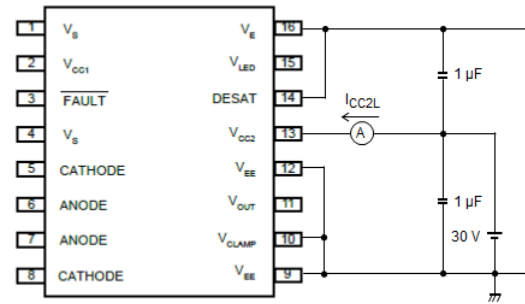 1 V_S V_E 16
2 V_CC1 V_LED 15
3 FAULT DESAT 14
4 V_S V_CC2 13
5 CATHODE V_EE 12
6 ANODE V_OUT 11
7 ANODE V_CLAMP 10
8 CATHODE V_EE 9
I_CC2L
A
1 µF
1 µF
30 V